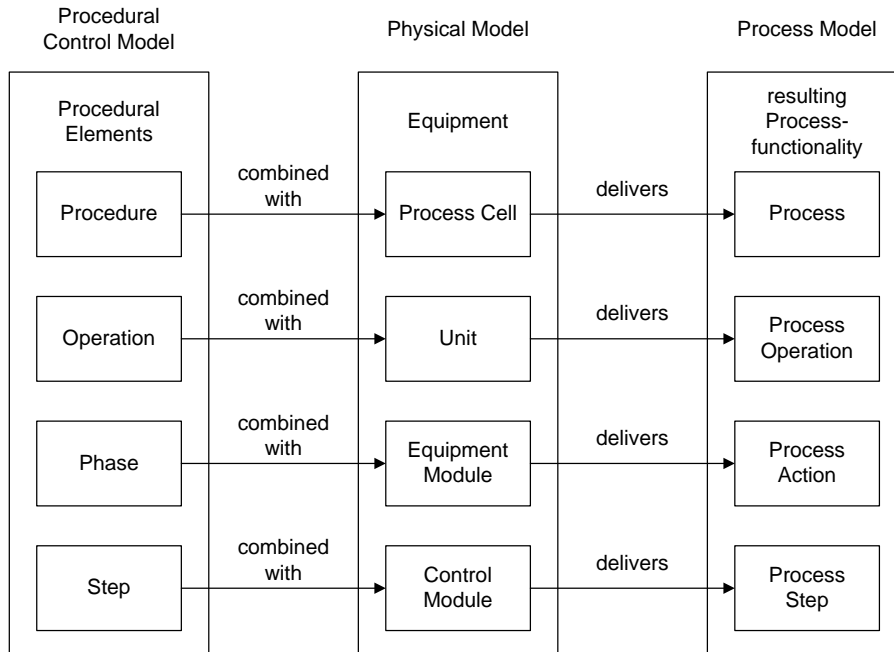 Procedural
Control Model
Physical Model
Process Model
Procedural
Elements
Equipment
resulting
Process-
functionality
Procedure
combined
with
Process Cell
delivers
Process
Operation
combined
with
Unit
delivers
Process
Operation
Phase
combined
with
Equipment
Module
delivers
Process
Action
Step
combined
with
Control
Module
delivers
Process
Step